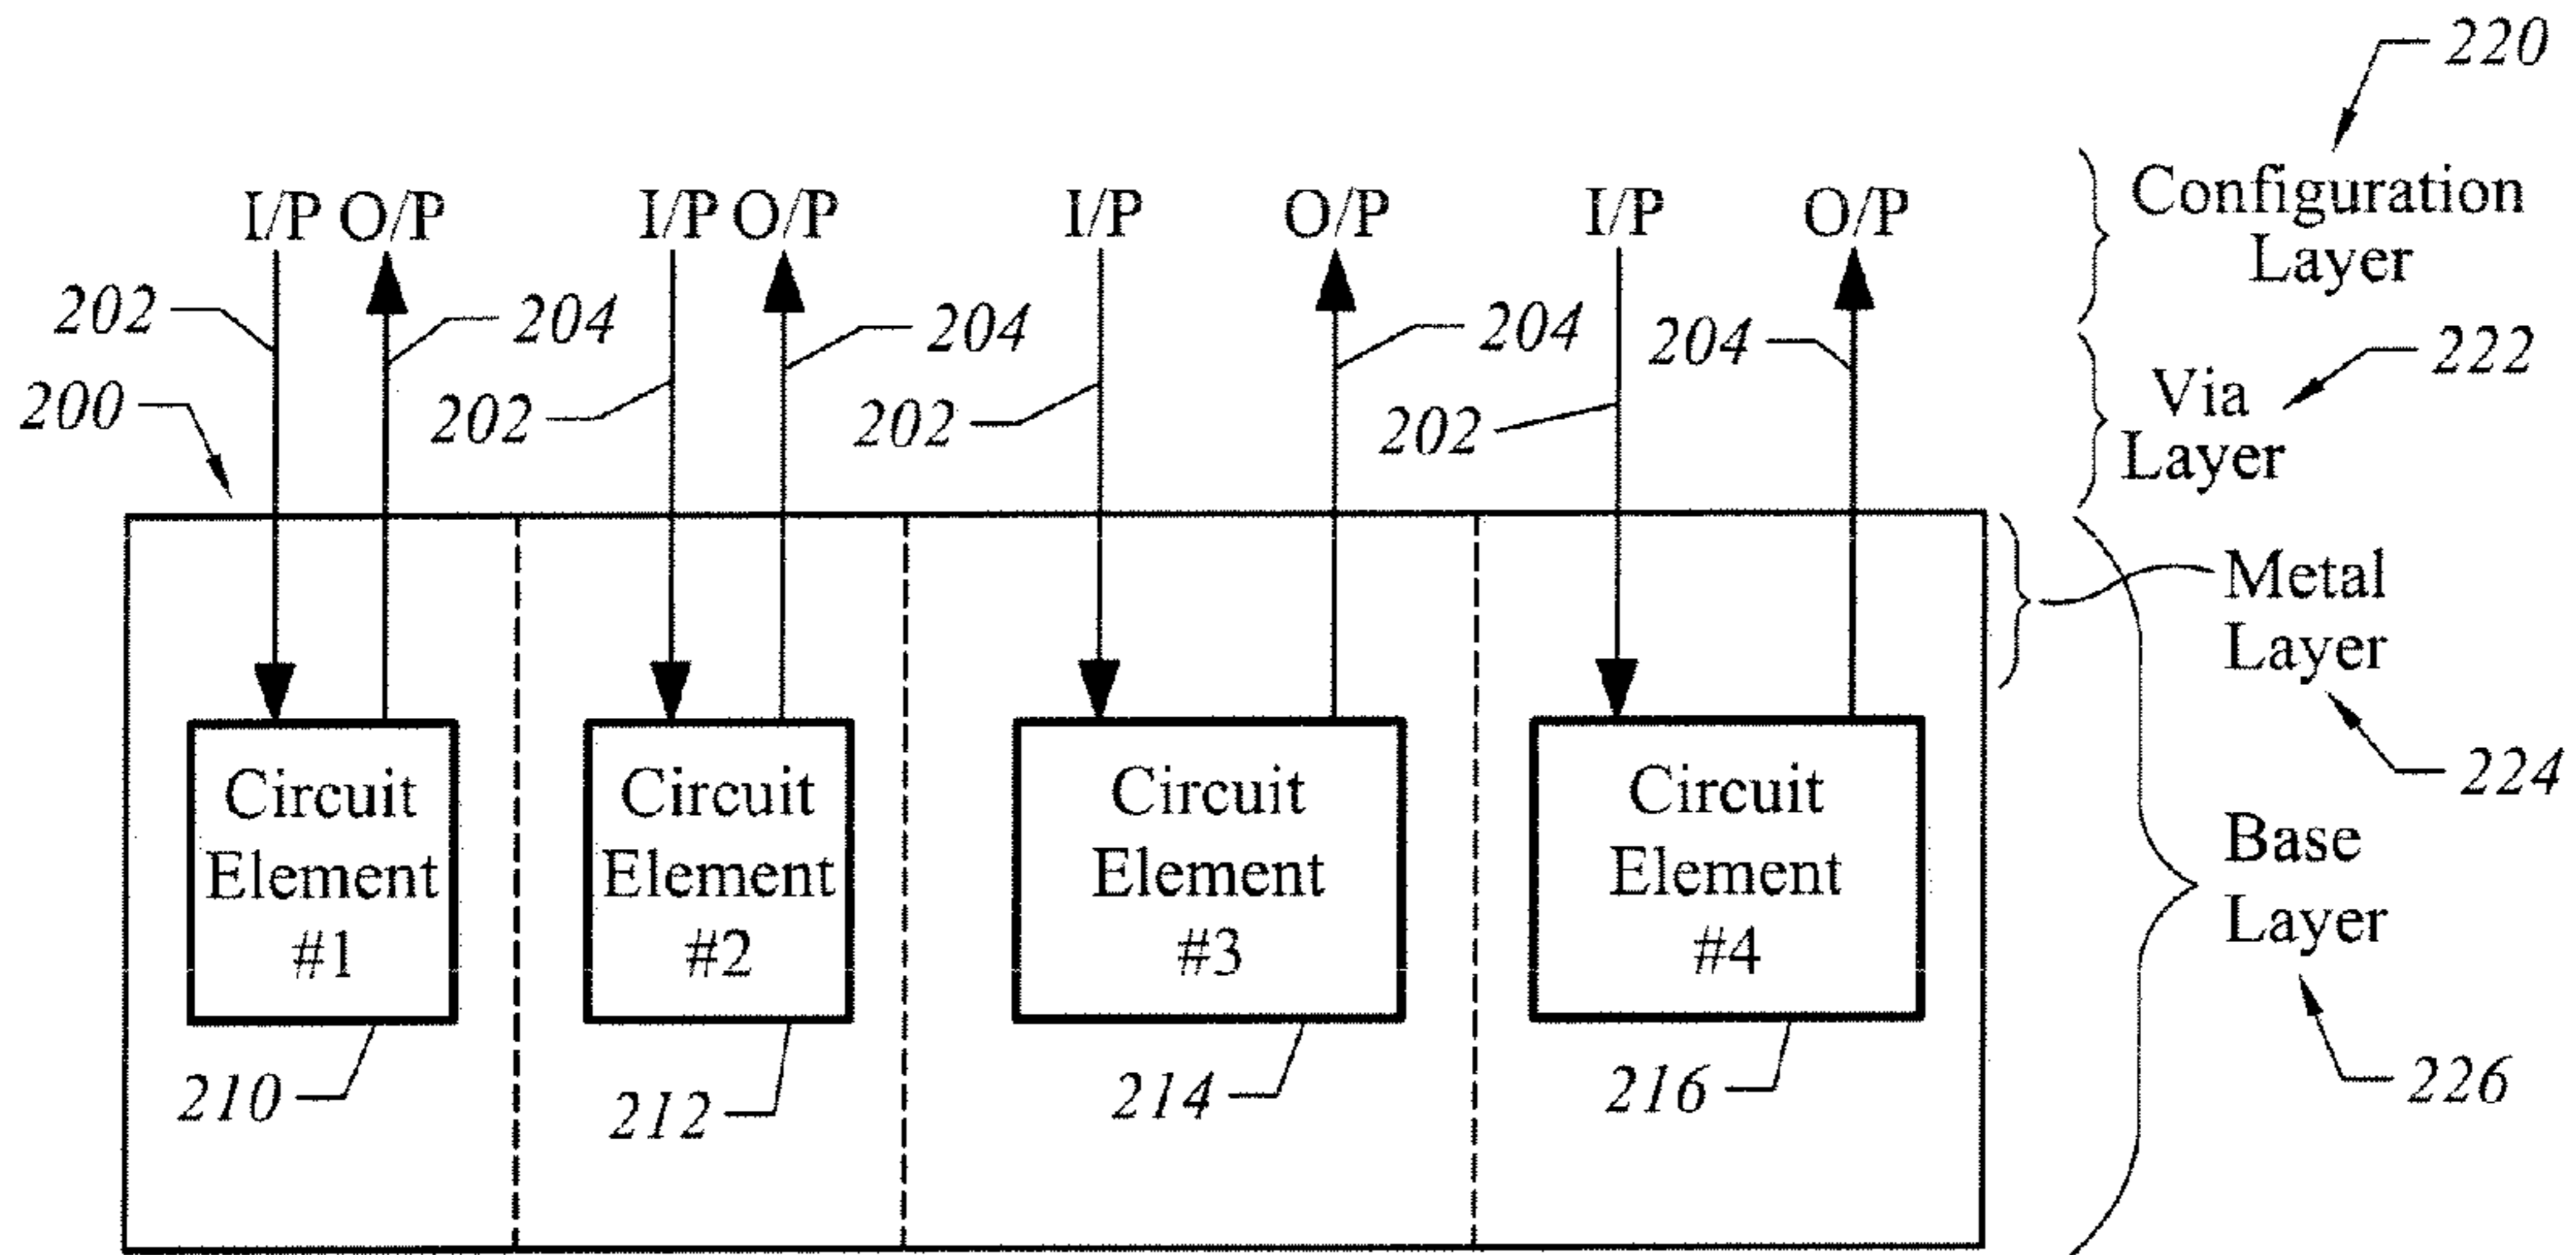 220
Configuration
Layer
I/P O/P I/P O/P I/P O/P I/P O/P
202 204 204 204 204 222
200 202 202 202 Via
Layer
Metal
Layer
224
Circuit Circuit Circuit Circuit
Element Element Element Element
#1 #2 #3 #4
Base
Layer
210 212 214 216 226